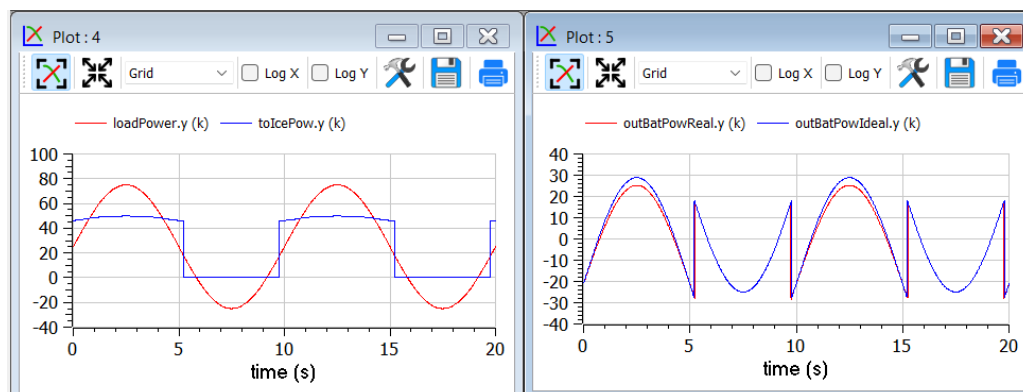 Plot : 4
Grid Log X Log Y
loadPower.y (k) toIcePow.y (k)
100
80
60
40
20
0
-20
-40
0 5 10 15 20
time (s)
Plot : 5
Grid Log X Log Y
outBatPowReal.y (k) outBatPowIdeal.y (k)
40
30
20
10
0
-10
-20
30
-40
0 5 10 15 20
time (s)